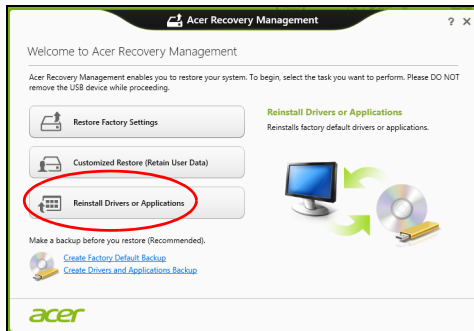 Acer Recovery Management
? X
Welcome to Acer Recovery Management
Acer Recovery Management enables you to restore your system. To begin, select the task you want to perform. Please DO NOT
remove the USB device while proceeding.
Restore Factory Settings
Customized Restore (Retain User Data)
Reinstall Drivers or Applications
Reinstall Drivers or Applications
Reinstalls factory default drivers or applications.
Make a backup before you restore (Recommended).
Create Factory Default Backup
Create Drivers and Applications Backup
acer